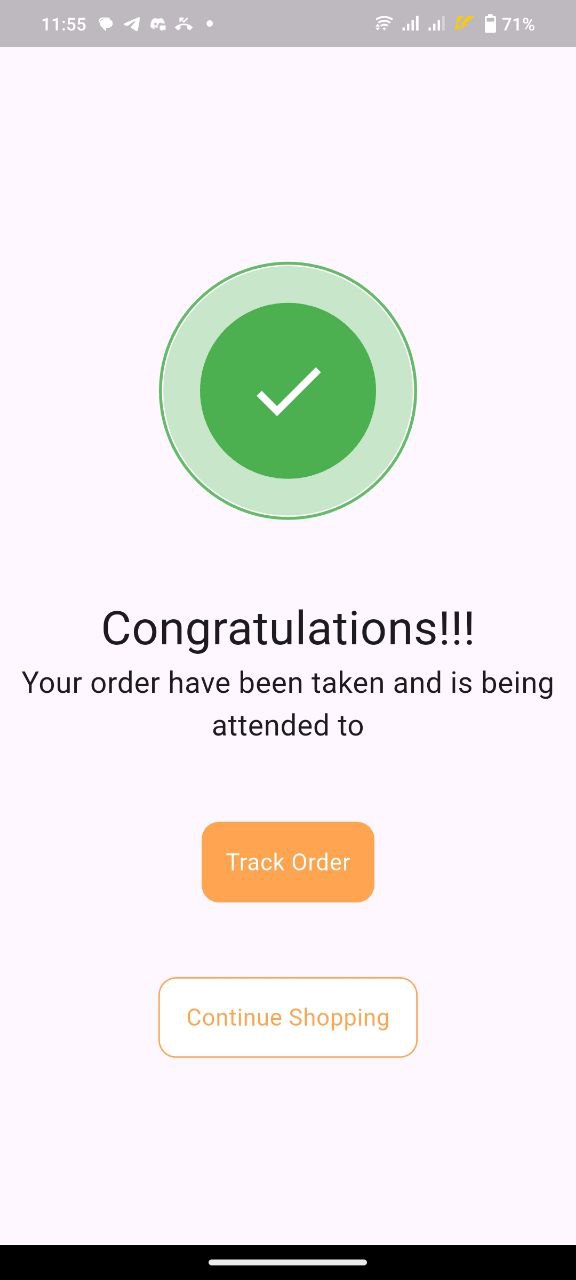 11:55
71%
Congratulations!!!
Your order have been taken and is being
attended to
Track Order
Continue Shopping